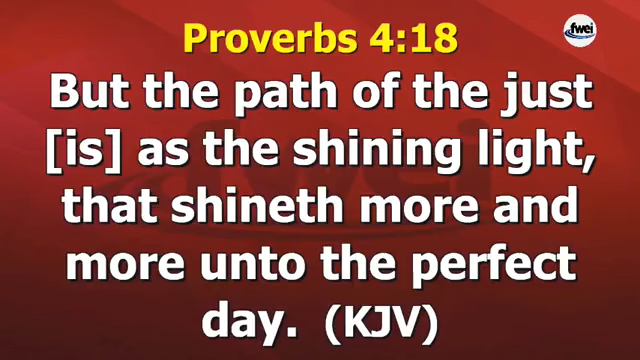 Proverbs 4:18
fwei
But the path of the just
[is] as the shining light,
that shineth more and
more unto the perfect
day. (KJV)